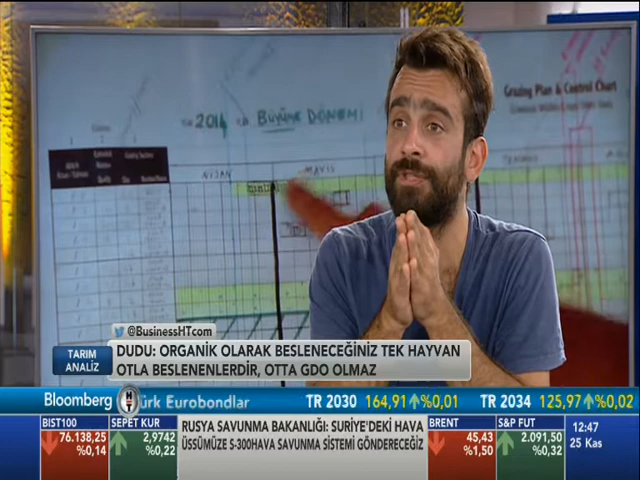 Grazing Plan & Control Chart
2014
BÜYÜME DÖNEMİ
NİSAN
MAYIS
@BusinessHTcom
TARIM
ANALİZ
DUDU: ORGANİK OLARAK BESLENECEĞİNİZ TEK HAYVAN
OTLA BESLENENLERDİR, OTTA GDO OLMAZ
Bloomberg HT ürk Eurobondlar TR 2030 164,91 %0,01 TR 2034 125,97 %0,02
BIST100
76.138,25
%0,14
SEPET KUR
2,9742
%0,22
RUSYA SAVUNMA BAKANLIĞI: SURİYE'DEKİ HAVA
ÜSSÜMÜZE S-300HAVA SAVUNMA SİSTEMİ GÖNDERECEĞİZ
BRENT
45,43
%1,50
S&P FUT
2.091,50
%0,32
12:47
25 Kas